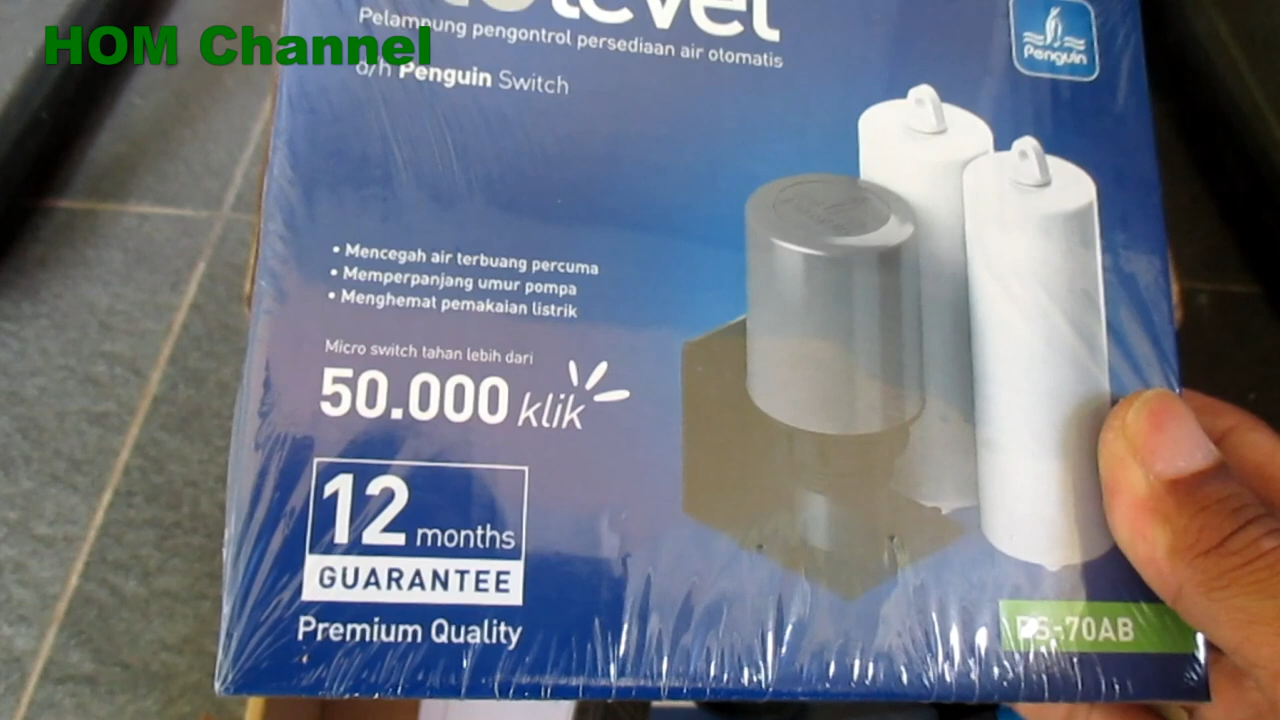 HOM Channel
Pelampung pengontrol persediaan air otomatis
Penguin Switch
Penguin
• Mencegah air terbuang percuma
• Memperpanjang umur pompa
• Menghemat pemakaian listrik
Micro switch tahan lebih dari
50.000 klik
12 months
GUARANTEE
Premium Quality
-70AB